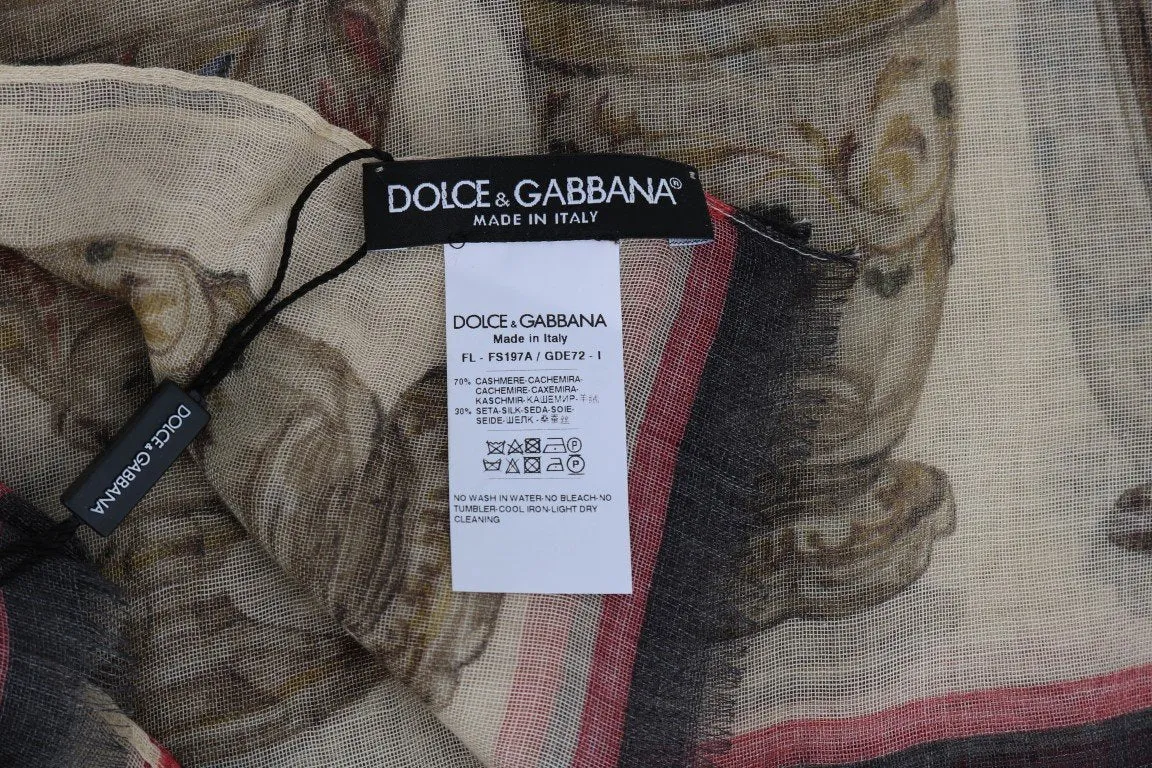 DOLCE & GABBANA®
MADE IN ITALY
DOLCE & GABBANA
Made in Italy
FL - FS197A / GDE72 - I
70% CASHMERE-CACHEMIRA-
CACHEMIRE-CAXEMIRA-
KASCHMIR-КАШЕМИР-羊绒
30% SETA-SILK-SEDA-SOIE-
SEIDE-ШЕЛК-桑蚕丝
P
P
NO WASH IN WATER-NO BLEACH-NO
TUMBLER-COOL IRON-LIGHT DRY
CLEANING
DOLCE & GABBANA